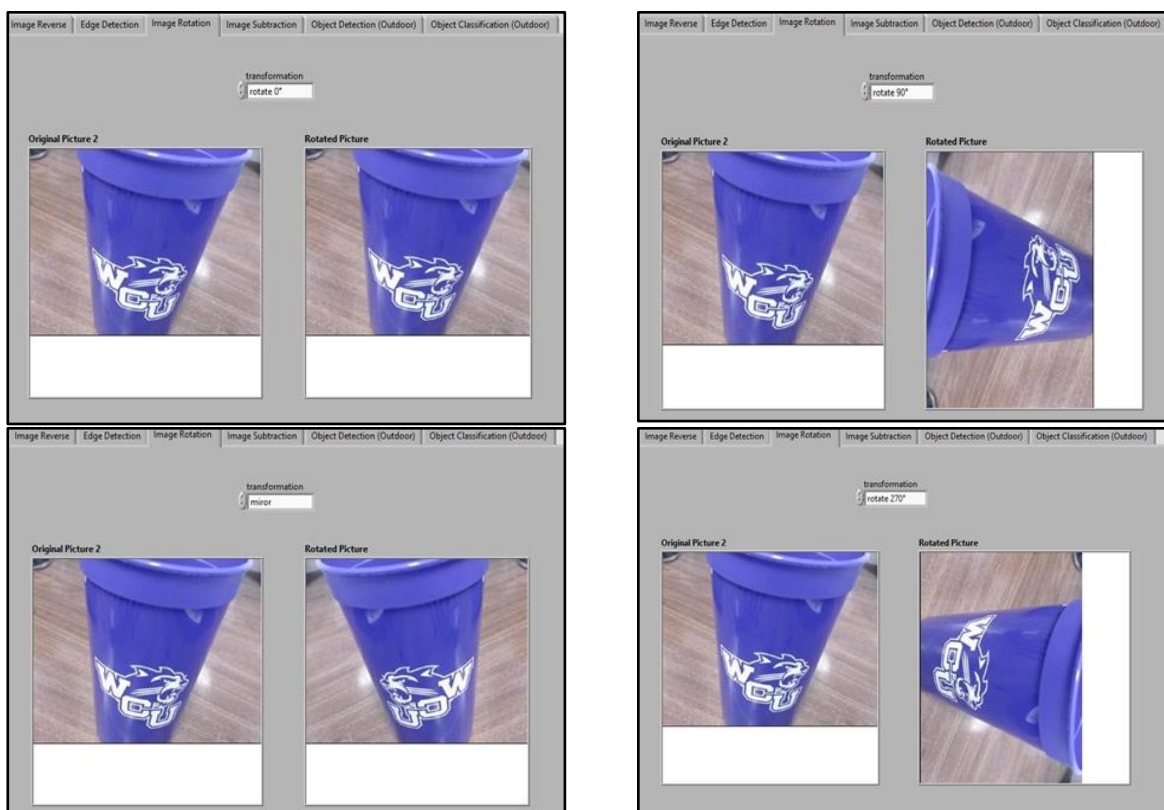 Image Reverse Edge Detection Image Rotation Image Subtraction Object Detection (Outdoor) Object Classification (Outdoor)
transformation
rotate 0°
Original Picture 2 Rotated Picture
WCU WCU
Image Reverse Edge Detection Image Rotation Image Subtraction Object Detection (Outdoor) Object Classification (Outdoor)
transformation
rotate 90°
Original Picture 2 Rotated Picture
WCU WCU
Image Reverse Edge Detection Image Rotation Image Subtraction Object Detection (Outdoor) Object Classification (Outdoor)
transformation
miror
Original Picture 2 Rotated Picture
WCU WCU
Image Reverse Edge Detection Image Rotation Image Subtraction Object Detection (Outdoor) Object Classification (Outdoor)
transformation
rotate 270°
Original Picture 2 Rotated Picture
WCU WCU